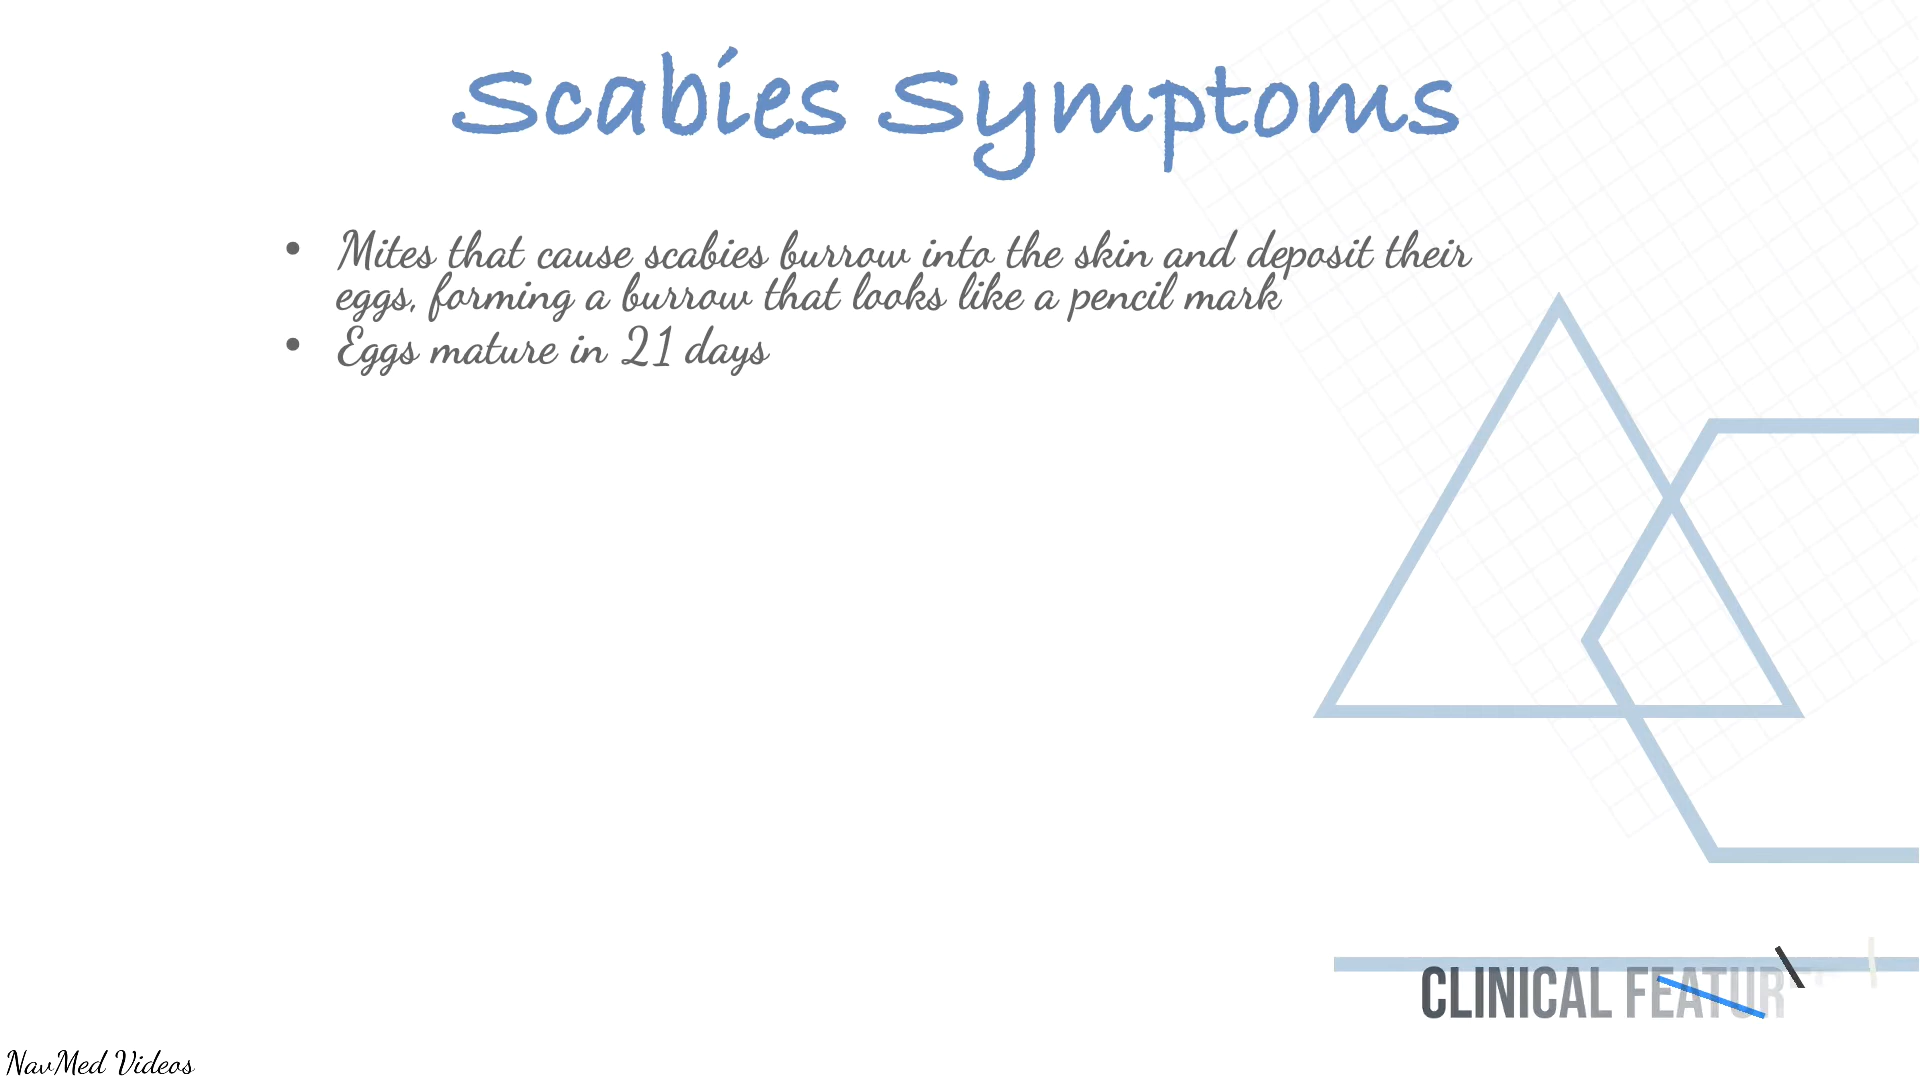 Scabies Symptoms
• Mites that cause scabies burrow into the skin and deposit their
eggs, forming a burrow that looks like a pencil mark
• Eggs mature in 21 days
CLINICAL
NavMed Videos